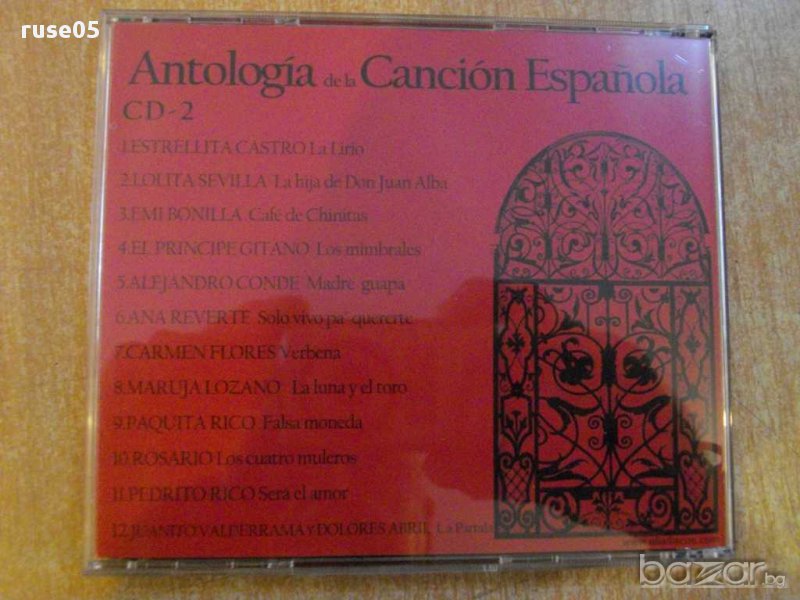 ruse05
Antología de la Canción Española
CD-2
1.ESTRELLITA CASTRO La Lirio
2.LOLITA SEVILLA La hija de Don Juan Alba
3.EMI BONILLA Café de Chinitas
4.EL PRINCIPE GITANO Los mimbrales
5.ALEJANDRO CONDE Madre guapa
6.ANA REVERTE Solo vivo pa´quererte
7.CARMEN FLORES Verbena
8.MARUJA LOZANO La luna y el toro
9.PAQUITA RICO Falsa moneda
10.ROSARIO Los cuatro muleros
11.PEDRITO RICO Será el amor
12.JUANITO VALDERRAMA Y DOLORES ABRIL La Parrala
bazar.bg